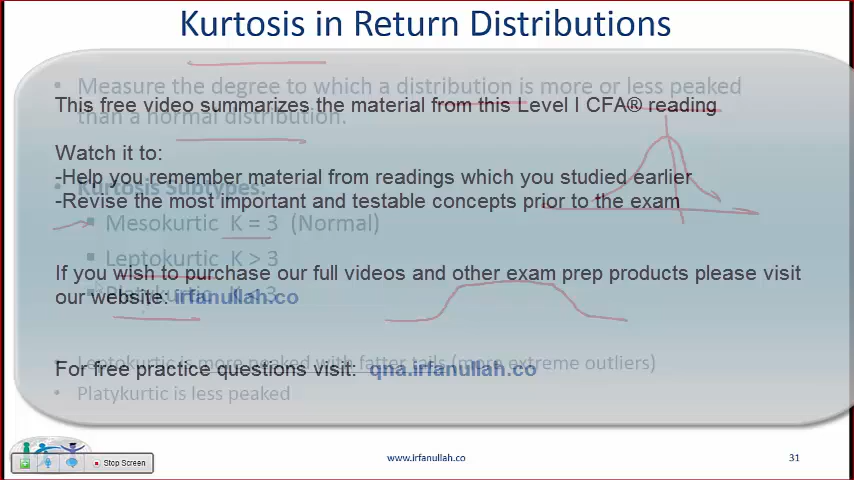 Kurtosis in Return Distributions
• Measure the degree to which a distribution is more or less peaked
This free video summarizes the material from this Level I CFA® reading
than a normal distribution.
Watch it to:
-Help you remember material from readings which you studied earlier
• Kurtosis Subtypes:
-Revise the most important and testable concepts prior to the exam
▪ Mesokurtic K = 3 (Normal)
▪ Leptokurtic K > 3
If you wish to purchase our full videos and other exam prep products please visit
▪ Platykurtic K < 3
our website: irfanullah.co
• Leptokurtic is more peaked with fatter tails (more extreme outliers)
For free practice questions visit: qna.irfanullah.co
• Platykurtic is less peaked
Stop Screen
www.irfanullah.co
31